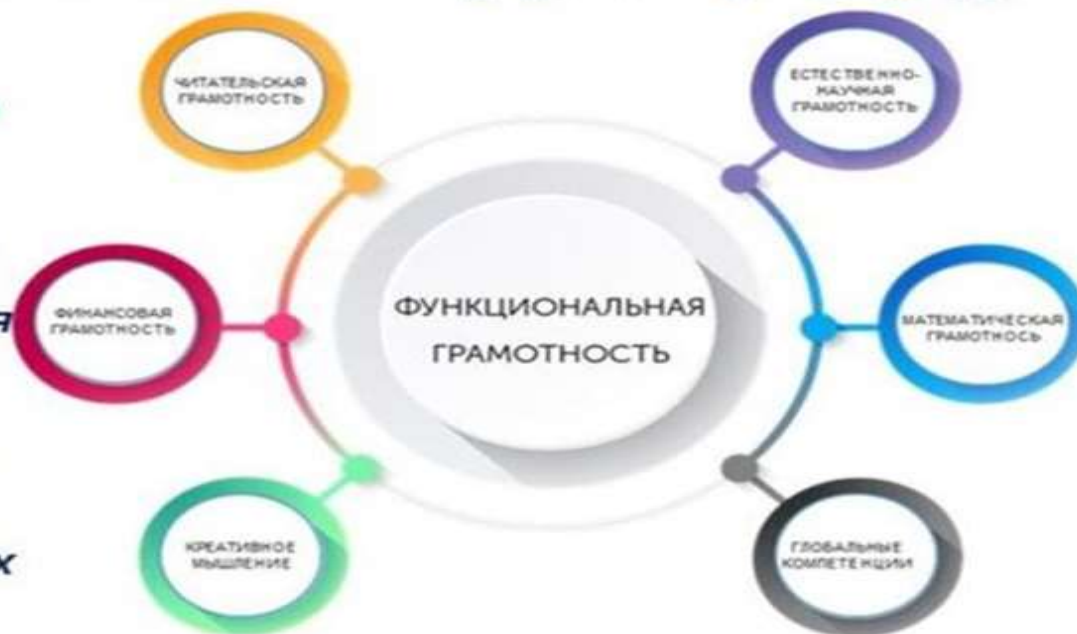 ЧИТАТЕЛЬСКАЯ
ГРАМОТНОСТЬ
ЕСТЕСТВЕННО-
НАУЧНАЯ
ГРАМОТНОСТЬ
ФУНКЦИОНАЛЬНАЯ
ГРАМОТНОСТЬ
Я
ФИНАНСОВАЯ
ГРАМОТНОСТЬ
МАТЕМАТИЧЕСКАЯ
ГРАМОТНОСЬ
КРЕАТИВНОЕ
МЫШЛЕНИЕ
х
ГЛОБАЛЬНЫЕ
КОМПЕТЕНЦИИ